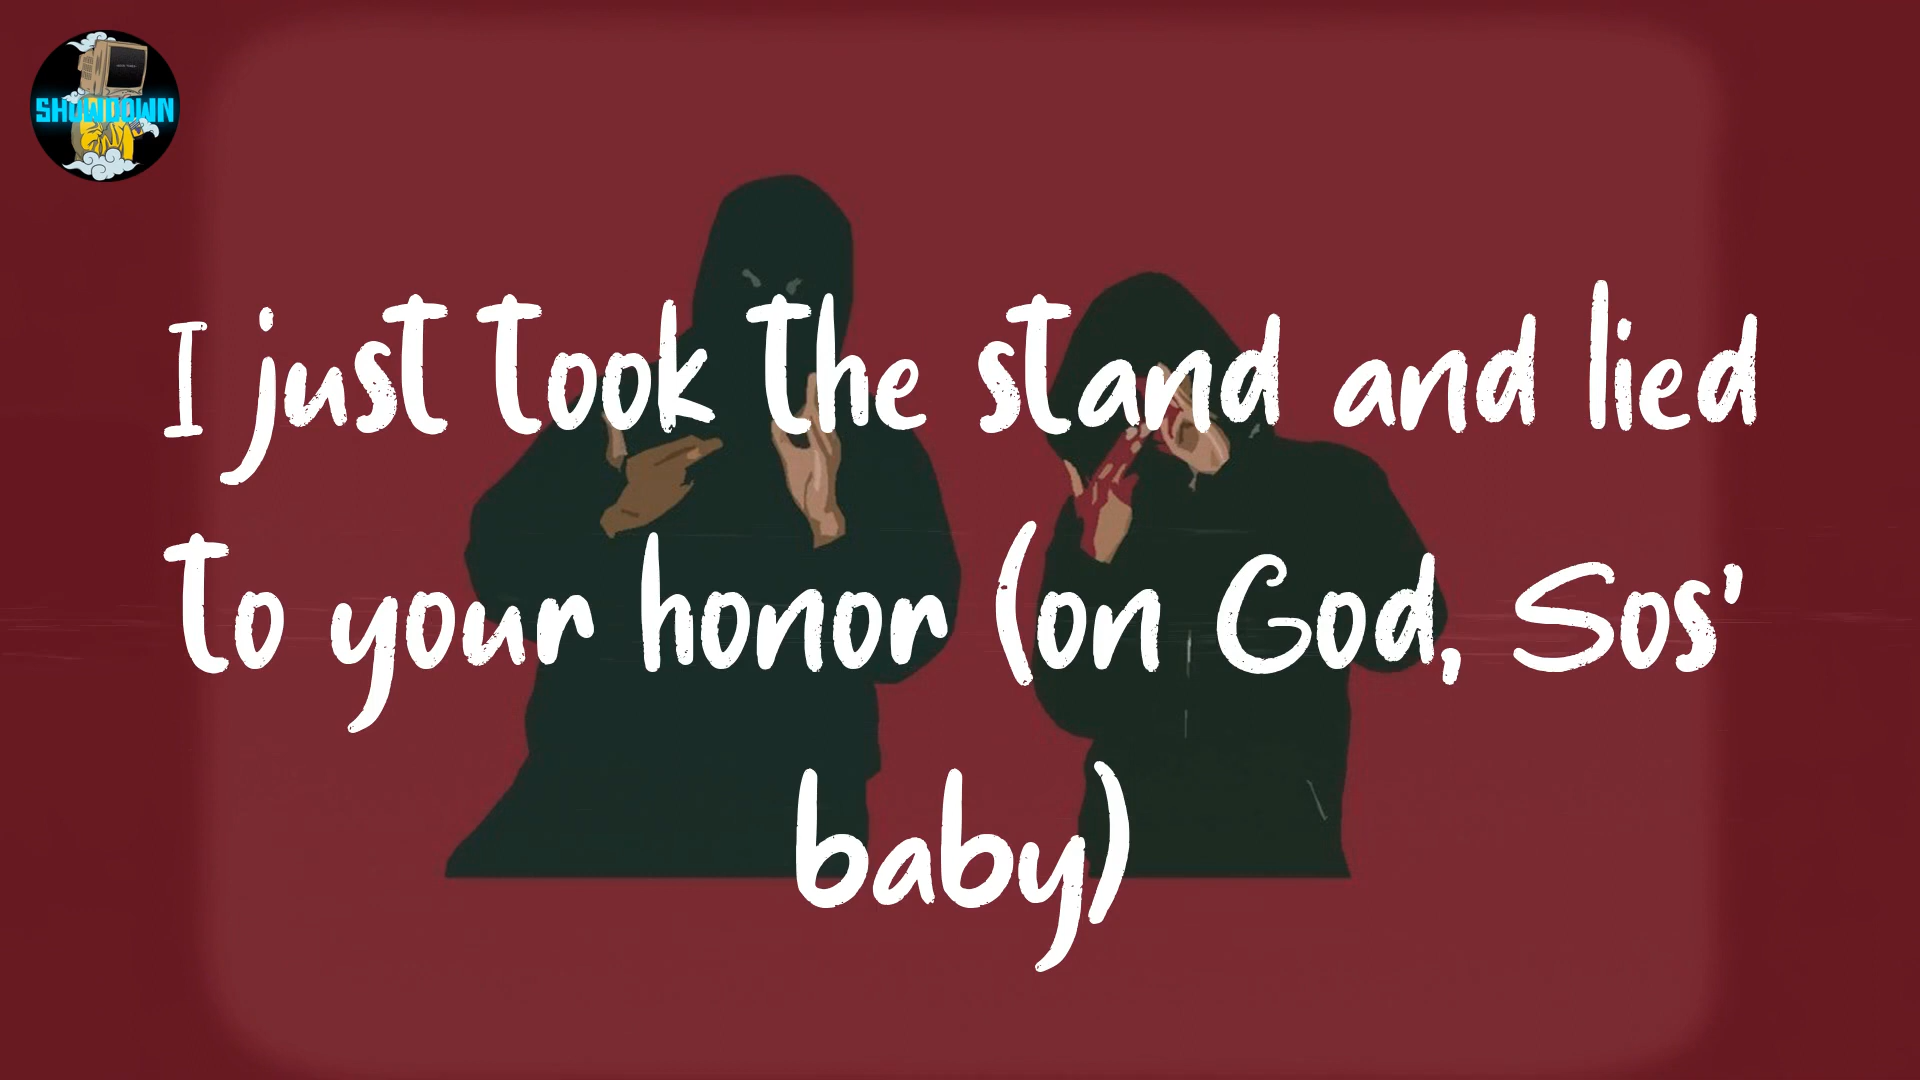 SHOWDOWN
I just took the stand and lied
to your honor (on God, Sos'
baby)